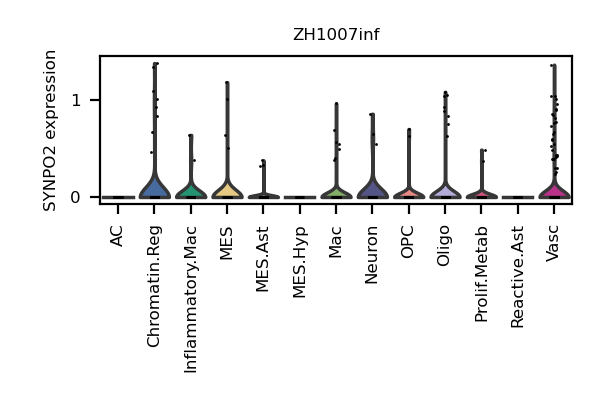 ZH1007inf
SYNPO2 expression
1
0
AC
Chromatin.Reg
Inflammatory.Mac
MES
MES.Ast
MES.Hyp
Mac
Neuron
OPC
Oligo
Prolif.Metab
Reactive.Ast
Vasc